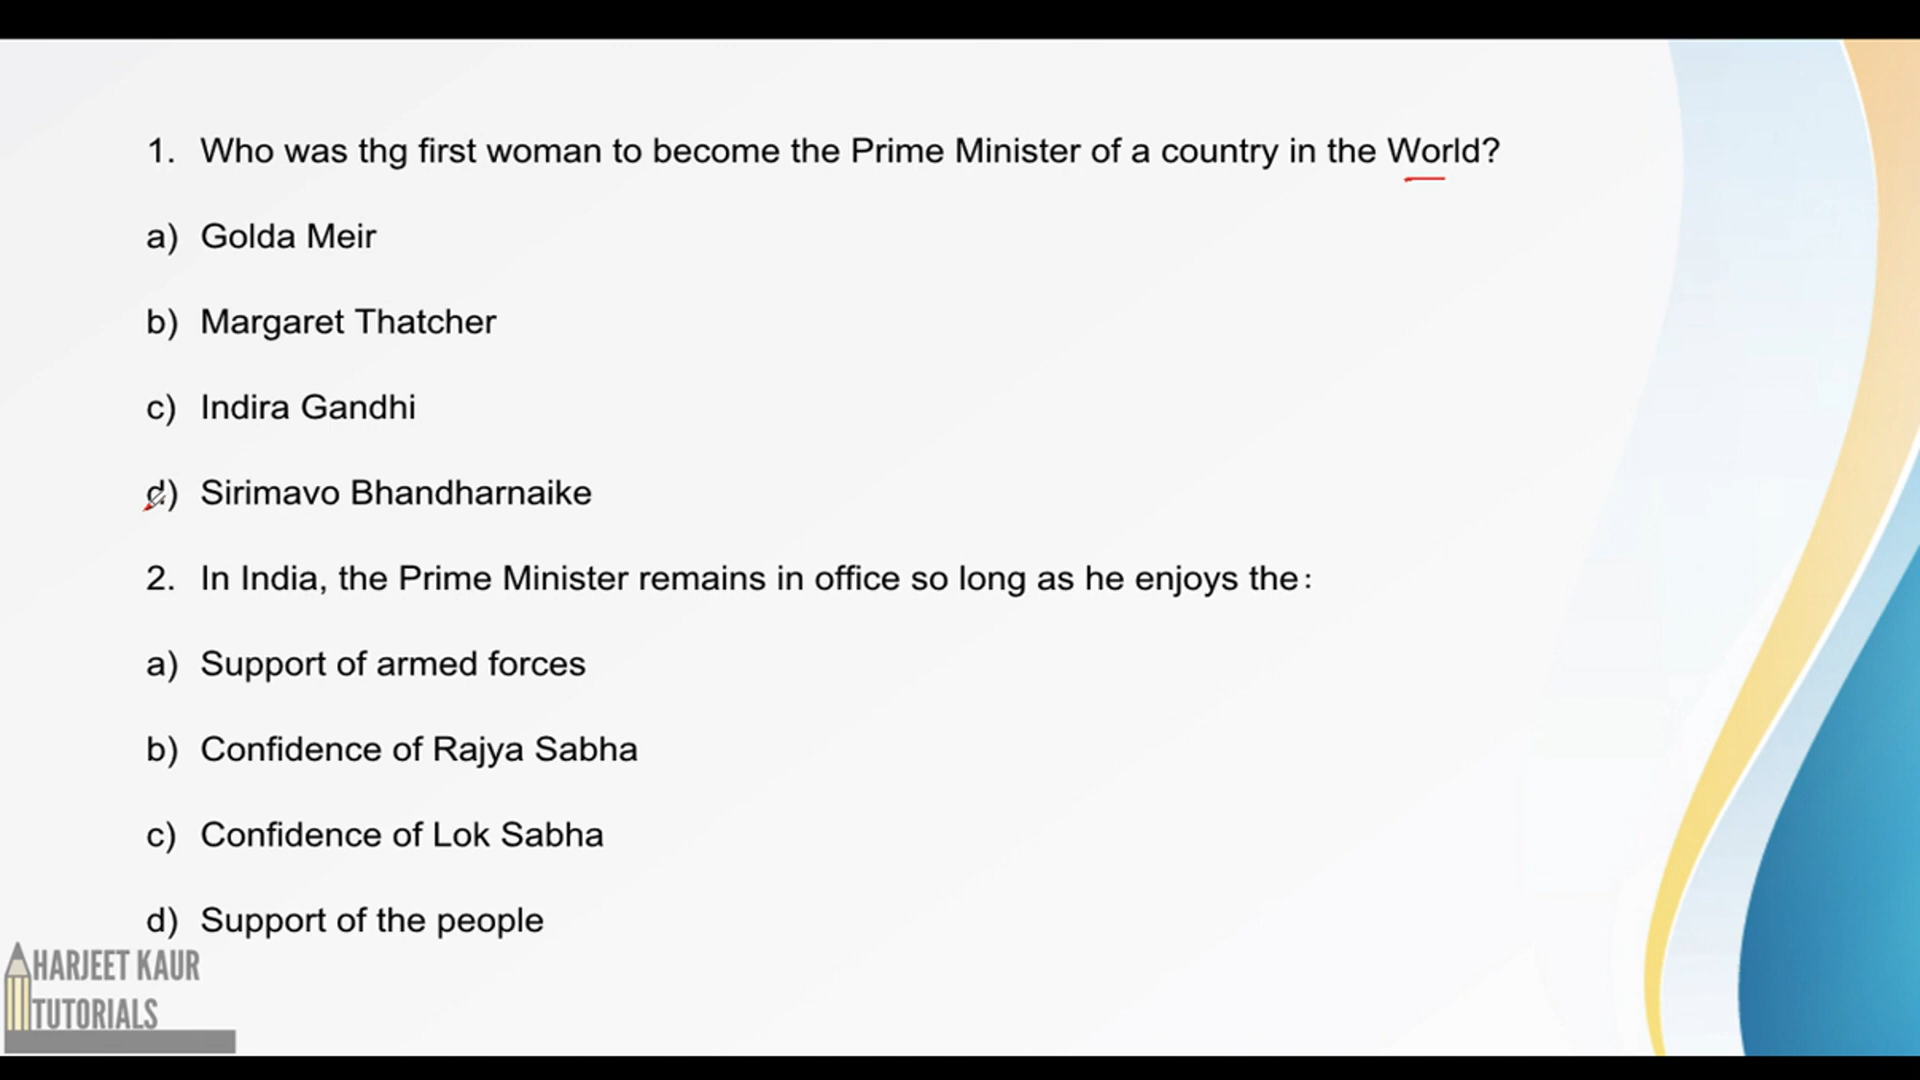 1. Who was thg first woman to become the Prime Minister of a country in the World?
a) Golda Meir
b) Margaret Thatcher
c) Indira Gandhi
d) Sirimavo Bhandharnaike
2. In India, the Prime Minister remains in office so long as he enjoys the:
a) Support of armed forces
b) Confidence of Rajya Sabha
c) Confidence of Lok Sabha
d) Support of the people
HARJEET KAUR
TUTORIALS